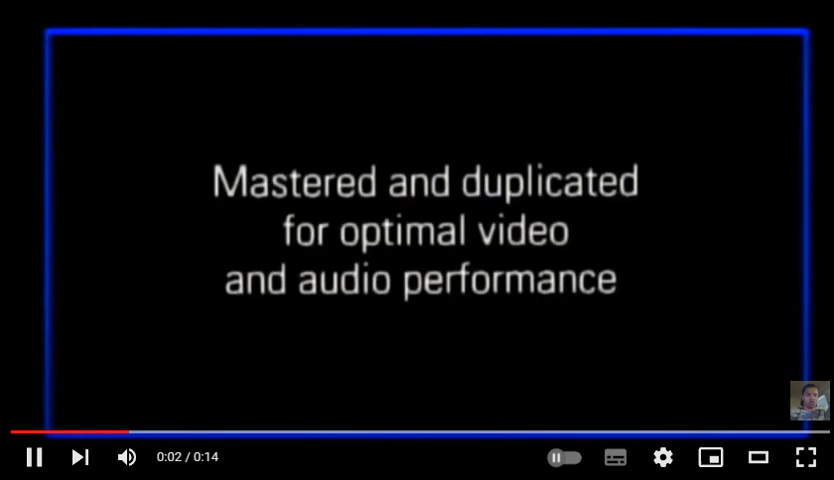 Mastered and duplicated
for optimal video
and audio performance
0:02 / 0:14